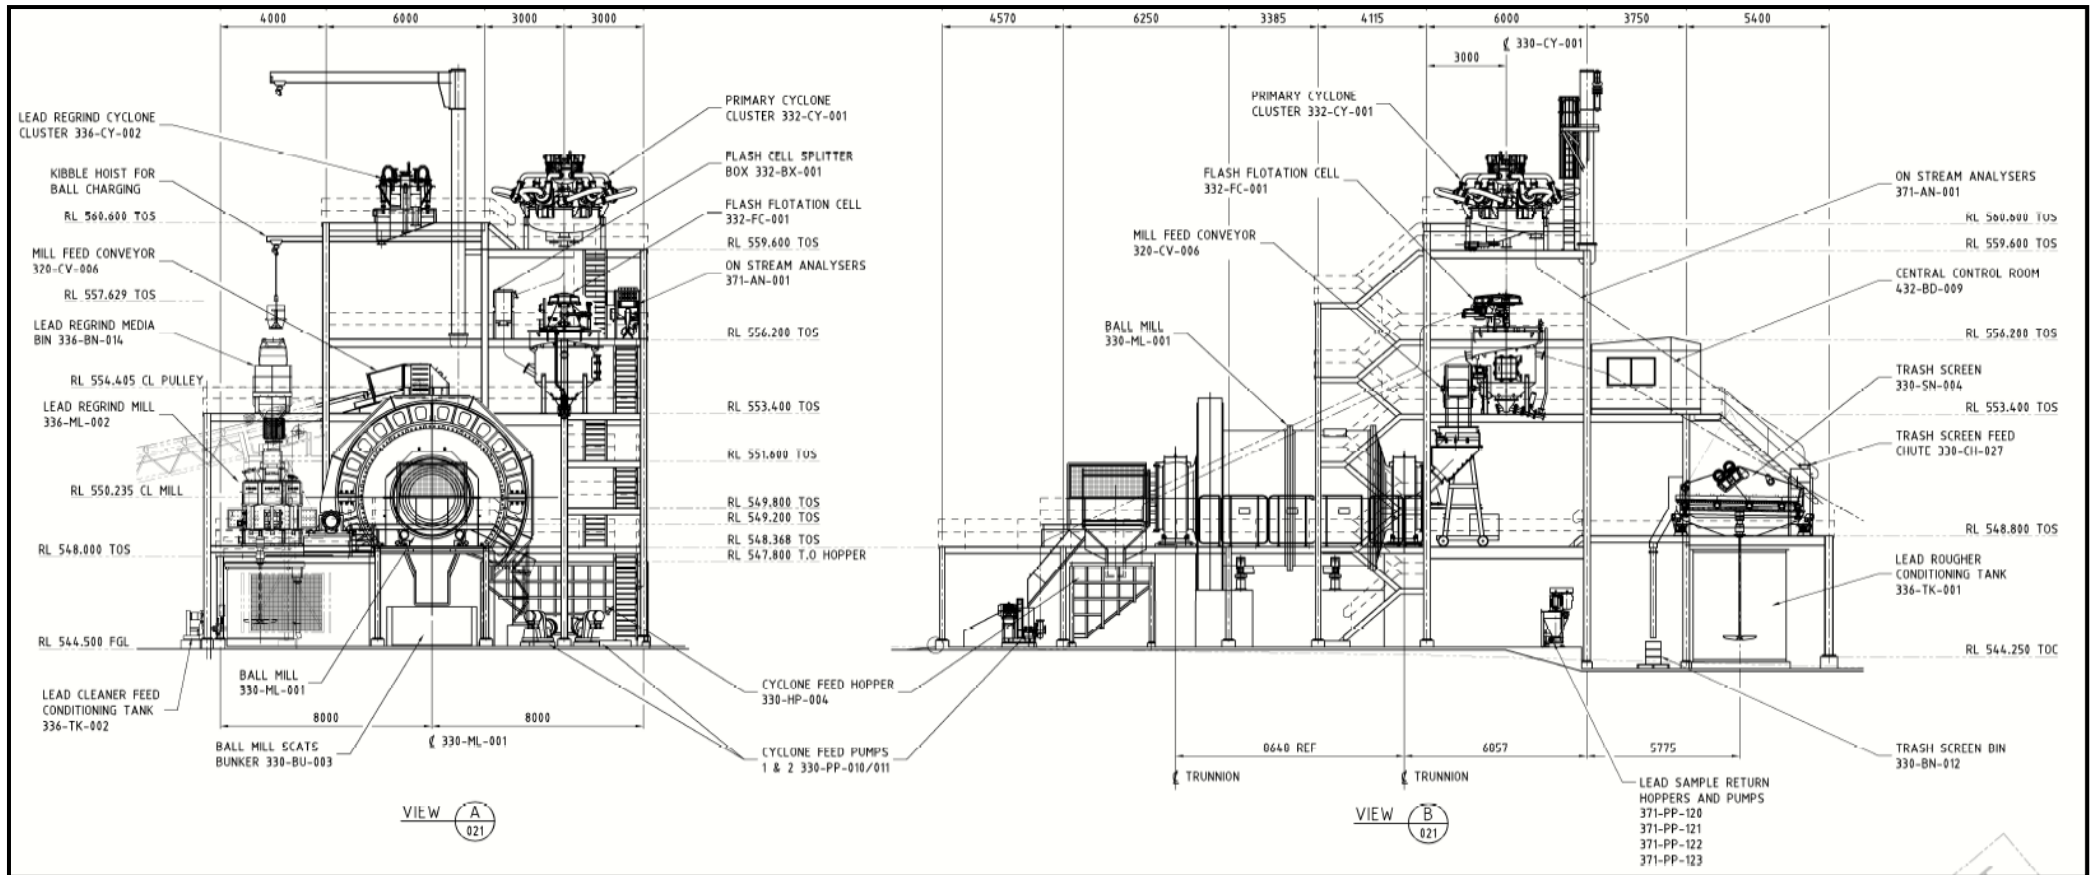 4000
6000
3000
3000
LEAD REGRIND CYCLONE
CLUSTER 336-CY-002
KIBBLE HOIST FOR
BALL CHARGING
RL 560.600 TOS
MILL FEED CONVEYOR
320-CV-006
RL 557.629 TOS
LEAD REGRIND MEDIA
BIN 336-BN-014
RL 554.405 CL PULLEY
LEAD REGRIND MILL
336-ML-002
RL 550.235 CL MILL
RL 548.000 TOS
RL 544.500 FGL
LEAD CLEANER FEED
CONDITIONING TANK
336-TK-002
BALL MILL
330-ML-001
BALL MILL SCATS
BUNKER 330-BU-003
8000
8000
330-ML-001
PRIMARY CYCLONE
CLUSTER 332-CY-001
FLASH CELL SPLITTER
BOX 332-BX-001
FLASH FLOTATION CELL
332-FC-001
RL 559.600 TOS
ON STREAM ANALYSERS
371-AN-001
RL 556.200 TOS
RL 553.400 TOS
RL 551.600 TOS
RL 549.800 TOS
RL 549.200 TOS
RL 548.368 TOS
RL 547.800 T.O HOPPER
CYCLONE FEED HOPPER
330-HP-004
CYCLONE FEED PUMPS
1 & 2 330-PP-010/011
VIEW A
021
4570
6250
3385
4115
6000
3750
5400
330-CY-001
3000
PRIMARY CYCLONE
CLUSTER 332-CY-001
FLASH FLOTATION CELL
332-FC-001
MILL FEED CONVEYOR
320-CV-006
BALL MILL
330-ML-001
ON STREAM ANALYSERS
371-AN-001
RL 560.600 TOS
RL 559.600 TOS
CENTRAL CONTROL ROOM
432-BD-009
RL 556.200 TOS
TRASH SCREEN
330-SN-004
RL 553.400 TOS
TRASH SCREEN FEED
CHUTE 330-CH-027
RL 548.800 TOS
LEAD ROUGHER
CONDITIONING TANK
336-TK-001
RL 544.250 TOC
TRASH SCREEN BIN
330-BN-012
REF
6057
5775
TRUNNION
TRUNNION
LEAD SAMPLE RETURN
HOPPERS AND PUMPS
371-PP-120
371-PP-121
371-PP-122
371-PP-123
VIEW B
021